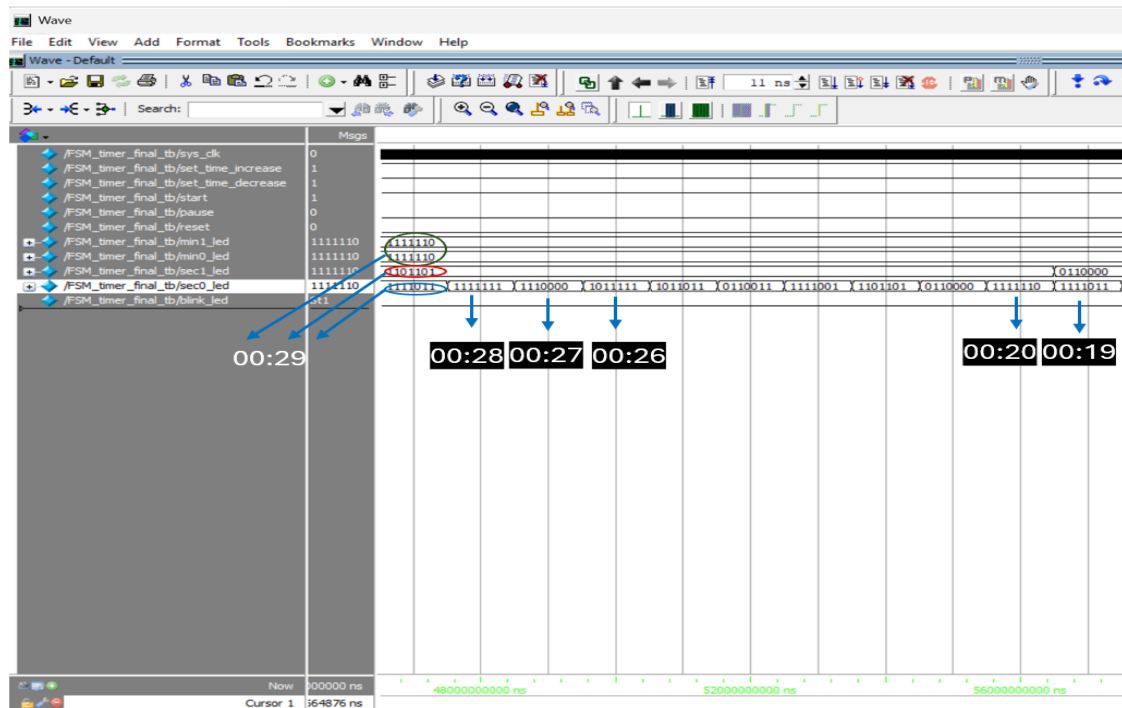 Wave
File Edit View Add Format Tools Bookmarks Window Help
Wave - Default
11 ns
Search:
Msgs
/FSM_timer_final_tb/sys_clk 0
/FSM_timer_final_tb/set_time_increase 1
/FSM_timer_final_tb/set_time_decrease 1
/FSM_timer_final_tb/start 1
/FSM_timer_final_tb/pause 0
/FSM_timer_final_tb/reset 0
/FSM_timer_final_tb/min1_led 1111110 1111110
/FSM_timer_final_tb/min0_led 1111110 1111110
/FSM_timer_final_tb/sec1_led 1111110 1101101 0110000
/FSM_timer_final_tb/sec0_led 1111110 1111011 1111111 1110000 1011111 1011011 0110011 1111001 1101101 0110000 1111110 1111011
/FSM_timer_final_tb/blink_led St1
00:29 00:28 00:27 00:26 00:20 00:19
Now 000000 ns 48000000000 ns 52000000000 ns 56000000000 ns
Cursor 1 564876 ns